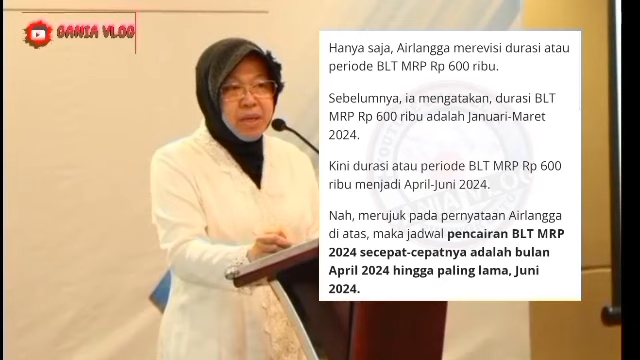 GANIA VLOG
Hanya saja, Airlangga merevisi durasi atau
periode BLT MRP Rp 600 ribu.
Sebelumnya, ia mengatakan, durasi BLT
MRP Rp 600 ribu adalah Januari-Maret
2024.
Kini durasi atau periode BLT MRP Rp 600
ribu menjadi April-Juni 2024.
Nah, merujuk pada pernyataan Airlangga
di atas, maka jadwal pencairan BLT MRP
2024 secepat-cepatnya adalah bulan
April 2024 hingga paling lama, Juni
2024.